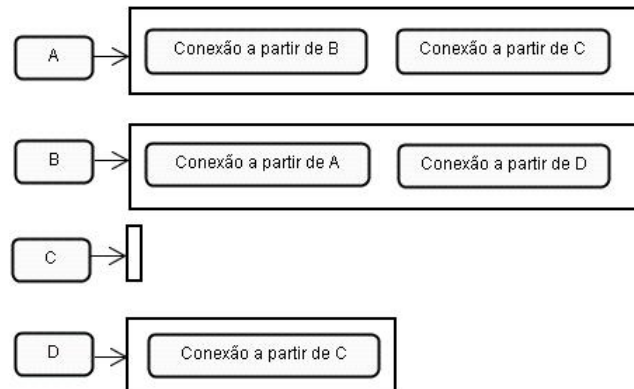 A
Conexão a partir de B
Conexão a partir de C
B
Conexão a partir de A
Conexão a partir de D
C
D
Conexão a partir de C